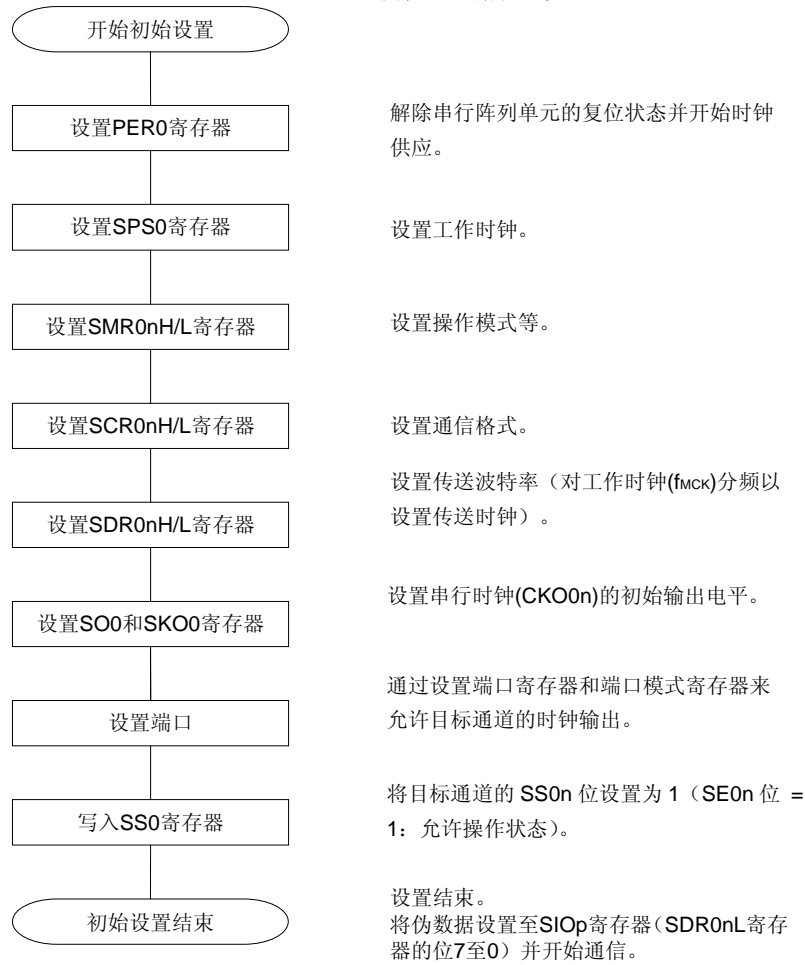 开始初始设置
设置PER0寄存器
解除串行阵列单元的复位状态并开始时钟
供应。
设置SPS0寄存器
设置工作时钟。
设置SMR0nH/L寄存器
设置操作模式等。
设置SCR0nH/L寄存器
设置通信格式。
设置SDR0nH/L寄存器
设置传送波特率（对工作时钟(fMCK)分频以
设置传送时钟）。
设置SO0和SKO0寄存器
设置串行时钟(CKO0n)的初始输出电平。
设置端口
通过设置端口寄存器和端口模式寄存器来
允许目标通道的时钟输出。
写入SS0寄存器
将目标通道的 SS0n 位设置为 1（SE0n 位 =
1：允许操作状态）。
初始设置结束
设置结束。
将伪数据设置至SIOp寄存器（SDR0nL寄存
器的位7至0）并开始通信。